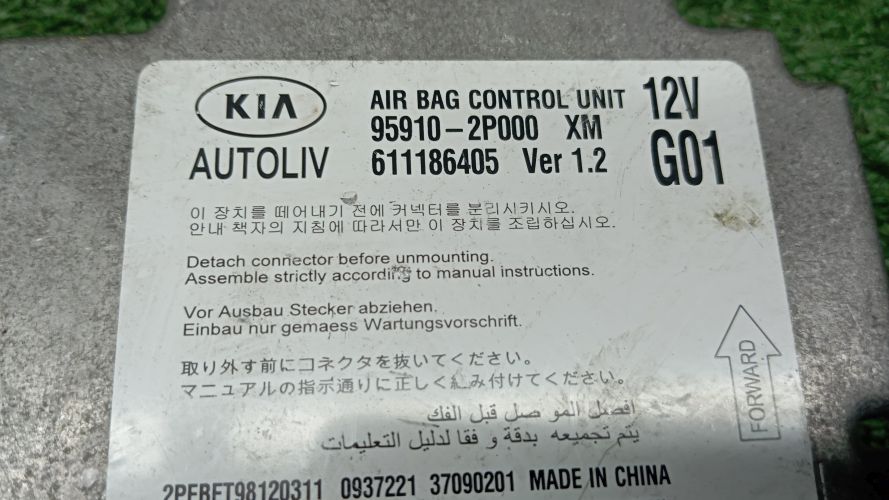 KIA
AUTOLIV
AIR BAG CONTROL UNIT
95910-2P000 XM
611186405 Ver 1.2
12V
G01
이 장치를 떼어내기 전에 커넥터를 분리시키시오.
안내 책자의 지침에 따라서만 이 장치를 조립하십시오.
Detach connector before unmounting.
Assemble strictly according to manual instructions.
Vor Ausbau Stecker abziehen.
Einbau nur gemaess Wartungsvorschrift.
取り外す前にコネクタを抜いてください。
マニュアルの指示通りに正しく組み付けてください。
افصل المو صل قبل الفك
يتم تجميعه بدقة و فقا لدليل التعليمات
FORWARD
2PEBFT98120311 0937221 37090201 MADE IN CHINA